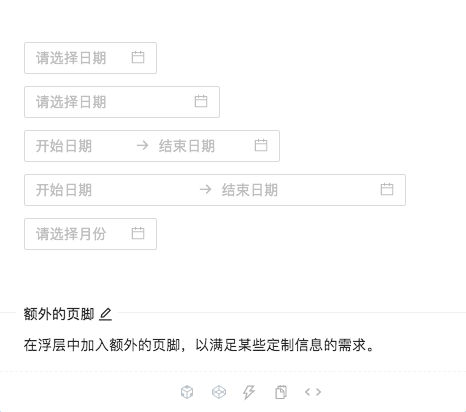 请选择日期
请选择日期
开始日期 → 结束日期
开始日期 → 结束日期
请选择月份
额外的页脚
在浮层中加入额外的页脚，以满足某些定制信息的需求。